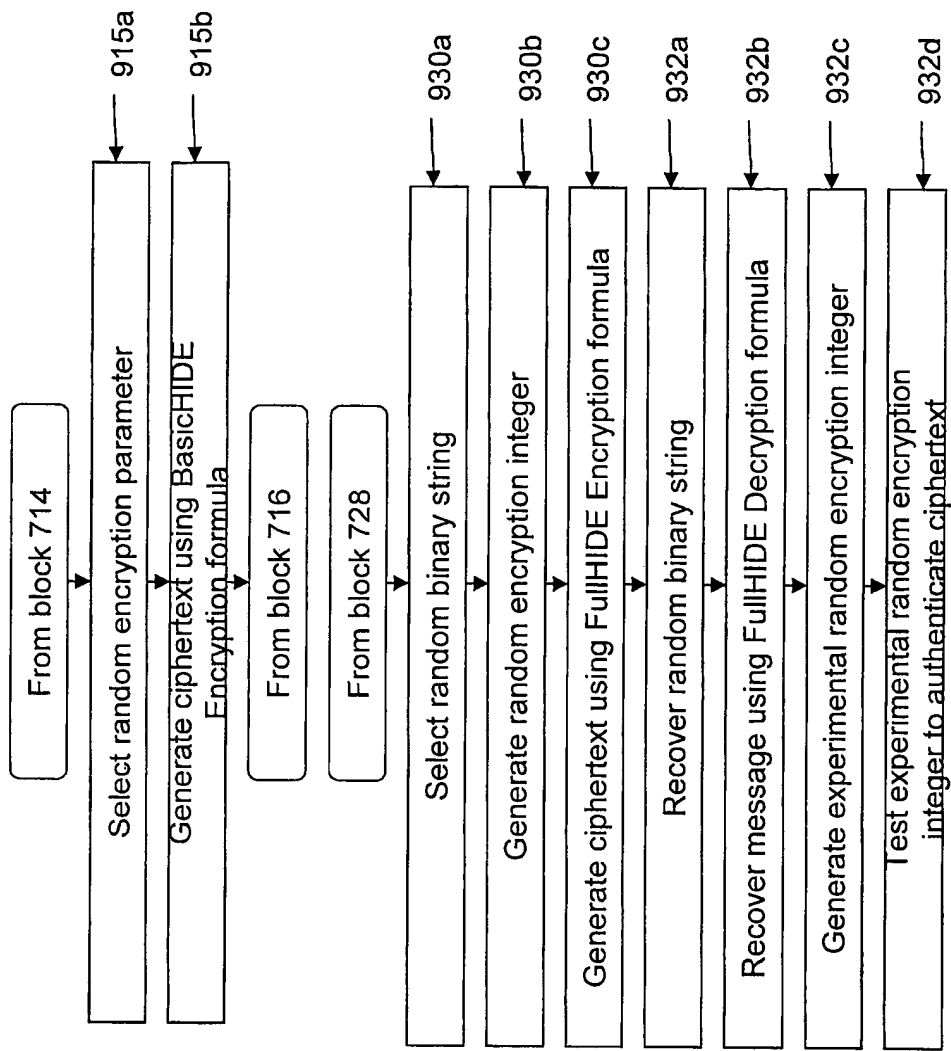 From block 714
Select random encryption parameter
915a
Generate ciphertext using BasicHIDE
Encryption formula
915b
From block 716
From block 728
Select random binary string
930a
Generate random encryption integer
930b
Generate ciphertext using FullHIDE Encryption formula
930c
Recover random binary string
932a
Recover message using FullHIDE Decryption formula
932b
Generate experimental random encryption integer
932c
Test experimental random encryption
integer to authenticate ciphertext
932d